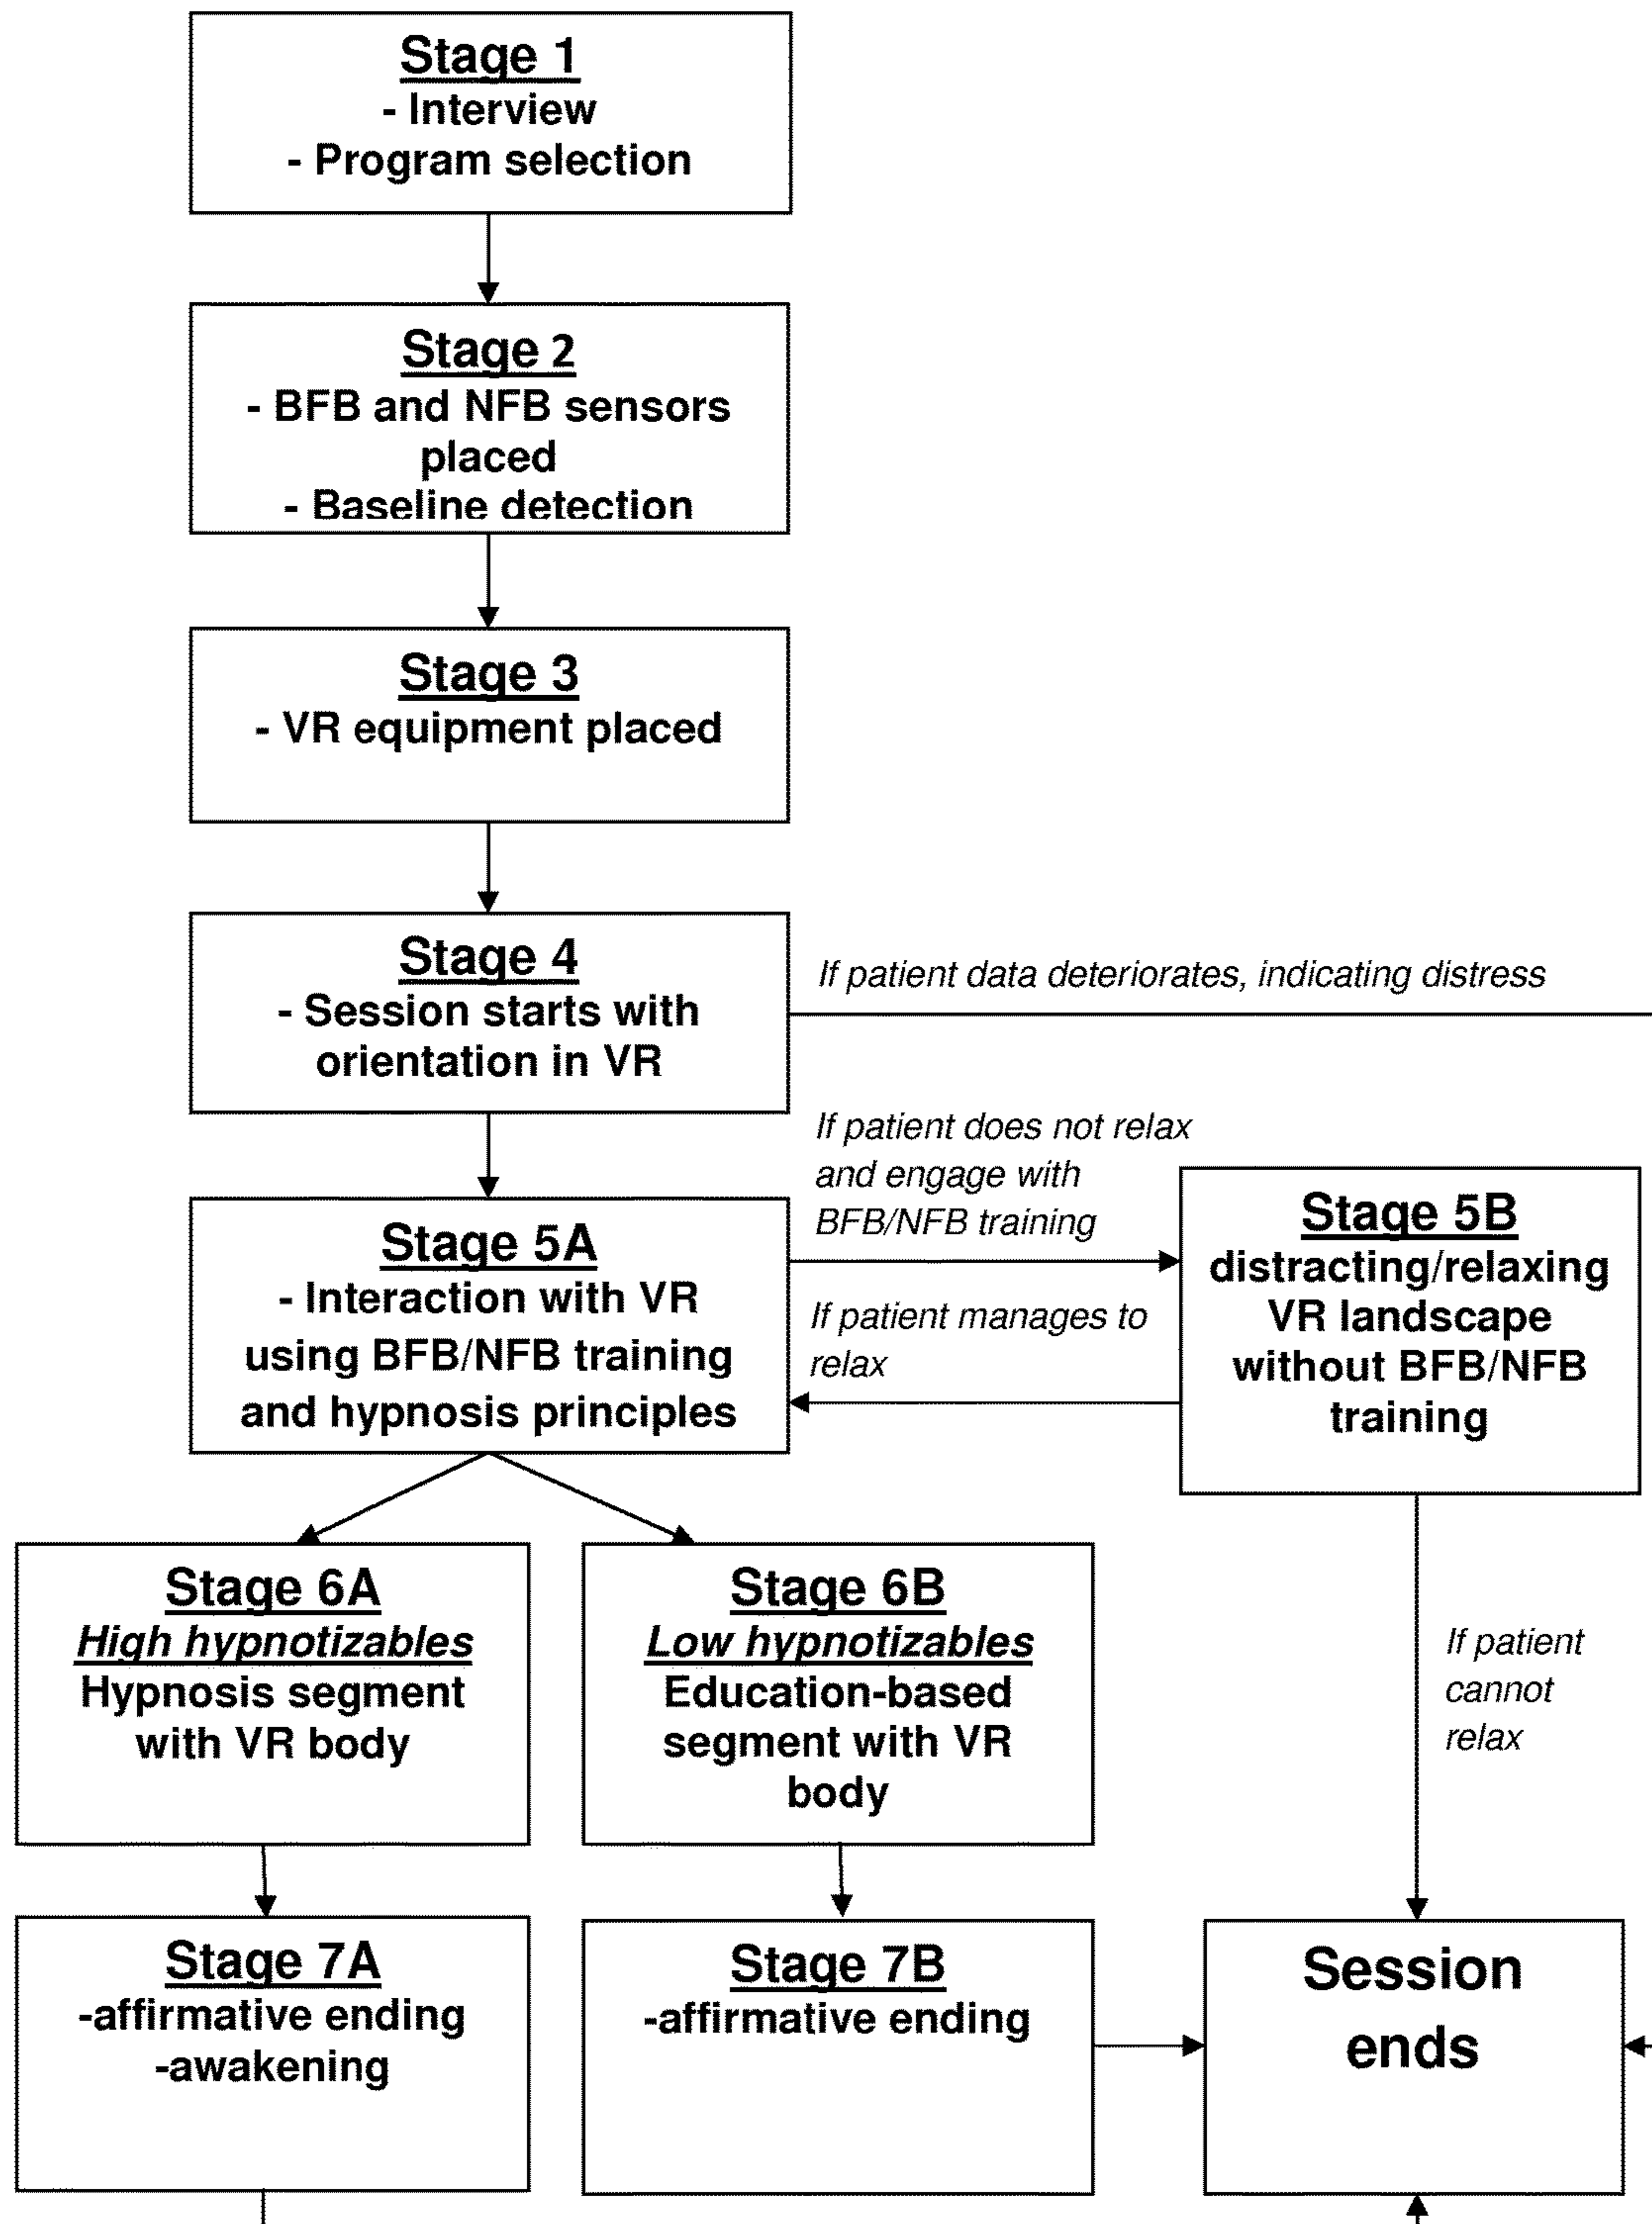 Stage 1
- Interview
- Program selection
Stage 2
- BFB and NFB sensors
placed
- Baseline detection
Stage 3
- VR equipment placed
Stage 4
- Session starts with
orientation in VR
If patient data deteriorates, indicating distress
If patient does not relax
and engage with
BFB/NFB training
Stage 5A
- Interaction with VR
using BFB/NFB training
and hypnosis principles
If patient manages to
relax
Stage 5B
distracting/relaxing
VR landscape
without BFB/NFB
training
Stage 6A
High hypnotizables
Hypnosis segment
with VR body
Stage 6B
Low hypnotizables
Education-based
segment with VR
body
If patient
cannot
relax
Stage 7A
-affirmative ending
-awakening
Stage 7B
-affirmative ending
Session
ends